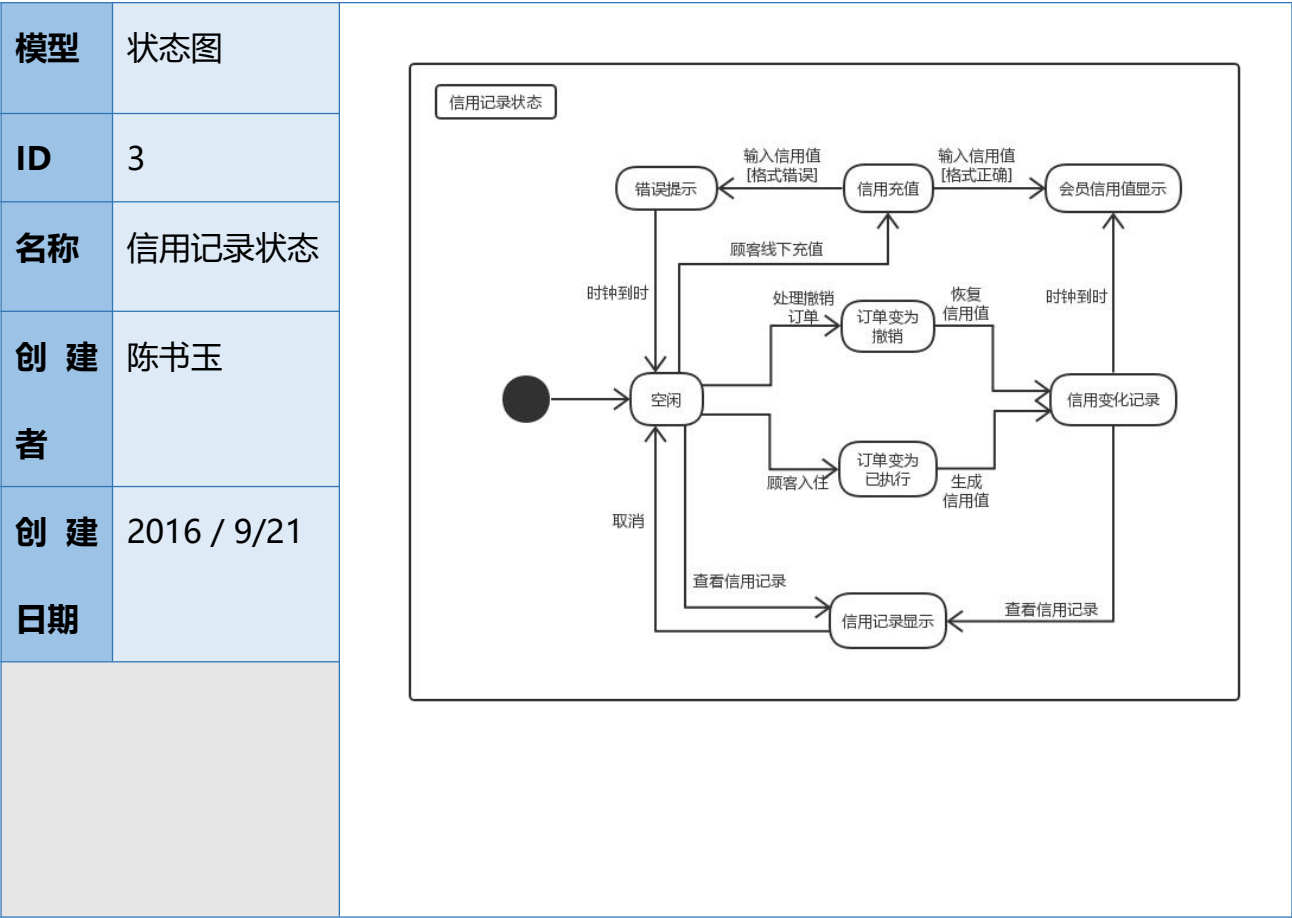 模型
状态图
ID
3
名称
信用记录状态
创 建
者
陈书玉
创 建
日期
2016 / 9/21
信用记录状态
错误提示
输入信用值
[格式错误]
信用充值
输入信用值
[格式正确]
会员信用值显示
顾客线下充值
时钟到时
处理撤销
订单
订单变为
撤销
恢复
信用值
时钟到时
空闲
信用变化记录
顾客入住
订单变为
已执行
生成
信用值
取消
查看信用记录
信用记录显示
查看信用记录